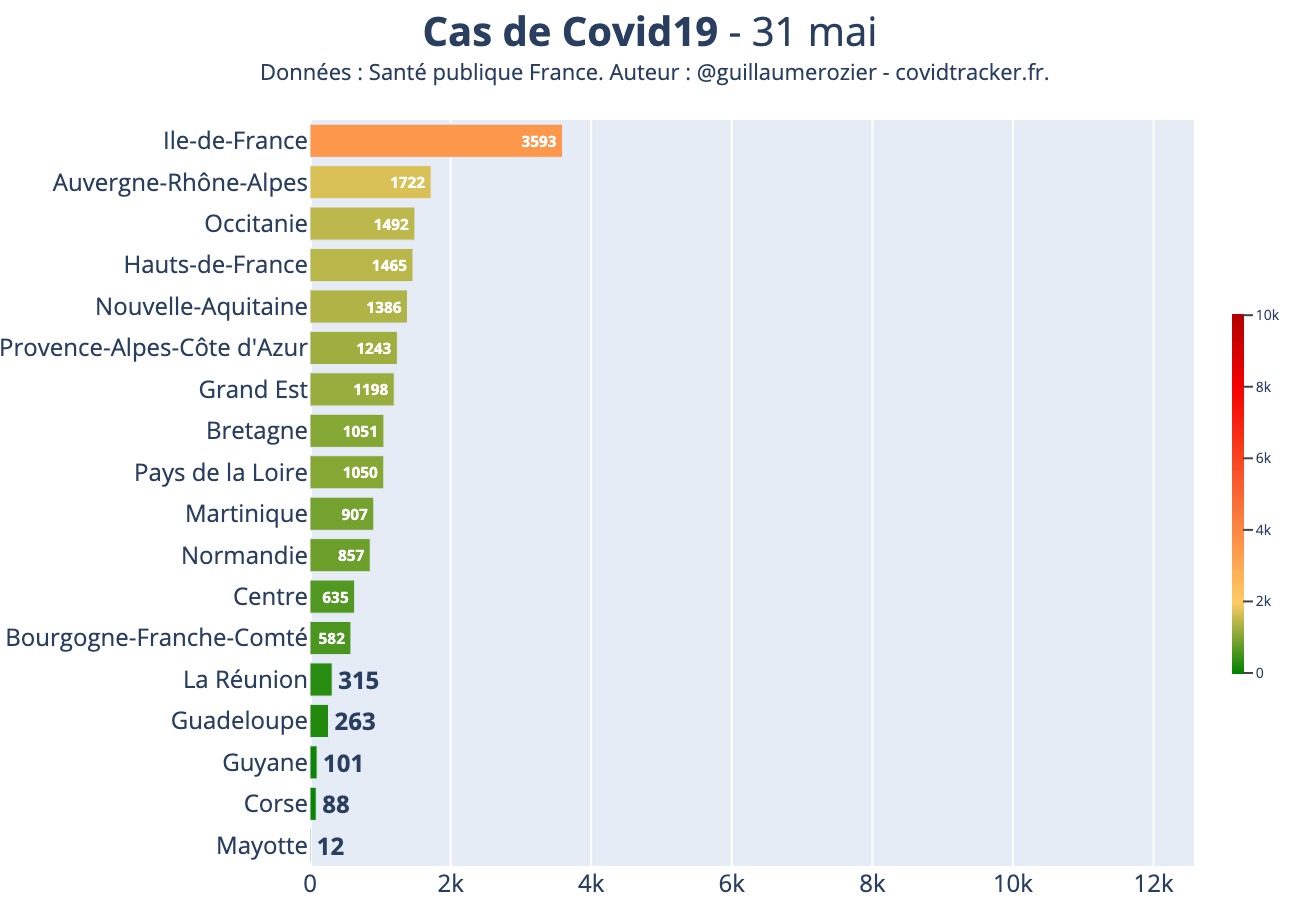 Cas de Covid19 - 31 mai
Données : Santé publique France. Auteur : @guillaumerozier - covidtracker.fr.
Ile-de-France 3593
Auvergne-Rhône-Alpes 1722
Occitanie 1492
Hauts-de-France 1465
Nouvelle-Aquitaine 1386
Provence-Alpes-Côte d'Azur 1243
Grand Est 1198
Bretagne 1051
Pays de la Loire 1050
Martinique 907
Normandie 857
Centre 635
Bourgogne-Franche-Comté 582
La Réunion 315
Guadeloupe 263
Guyane 101
Corse 88
Mayotte 12
0 2k 4k 6k 8k 10k 12k
10k
8k
6k
4k
2k
0